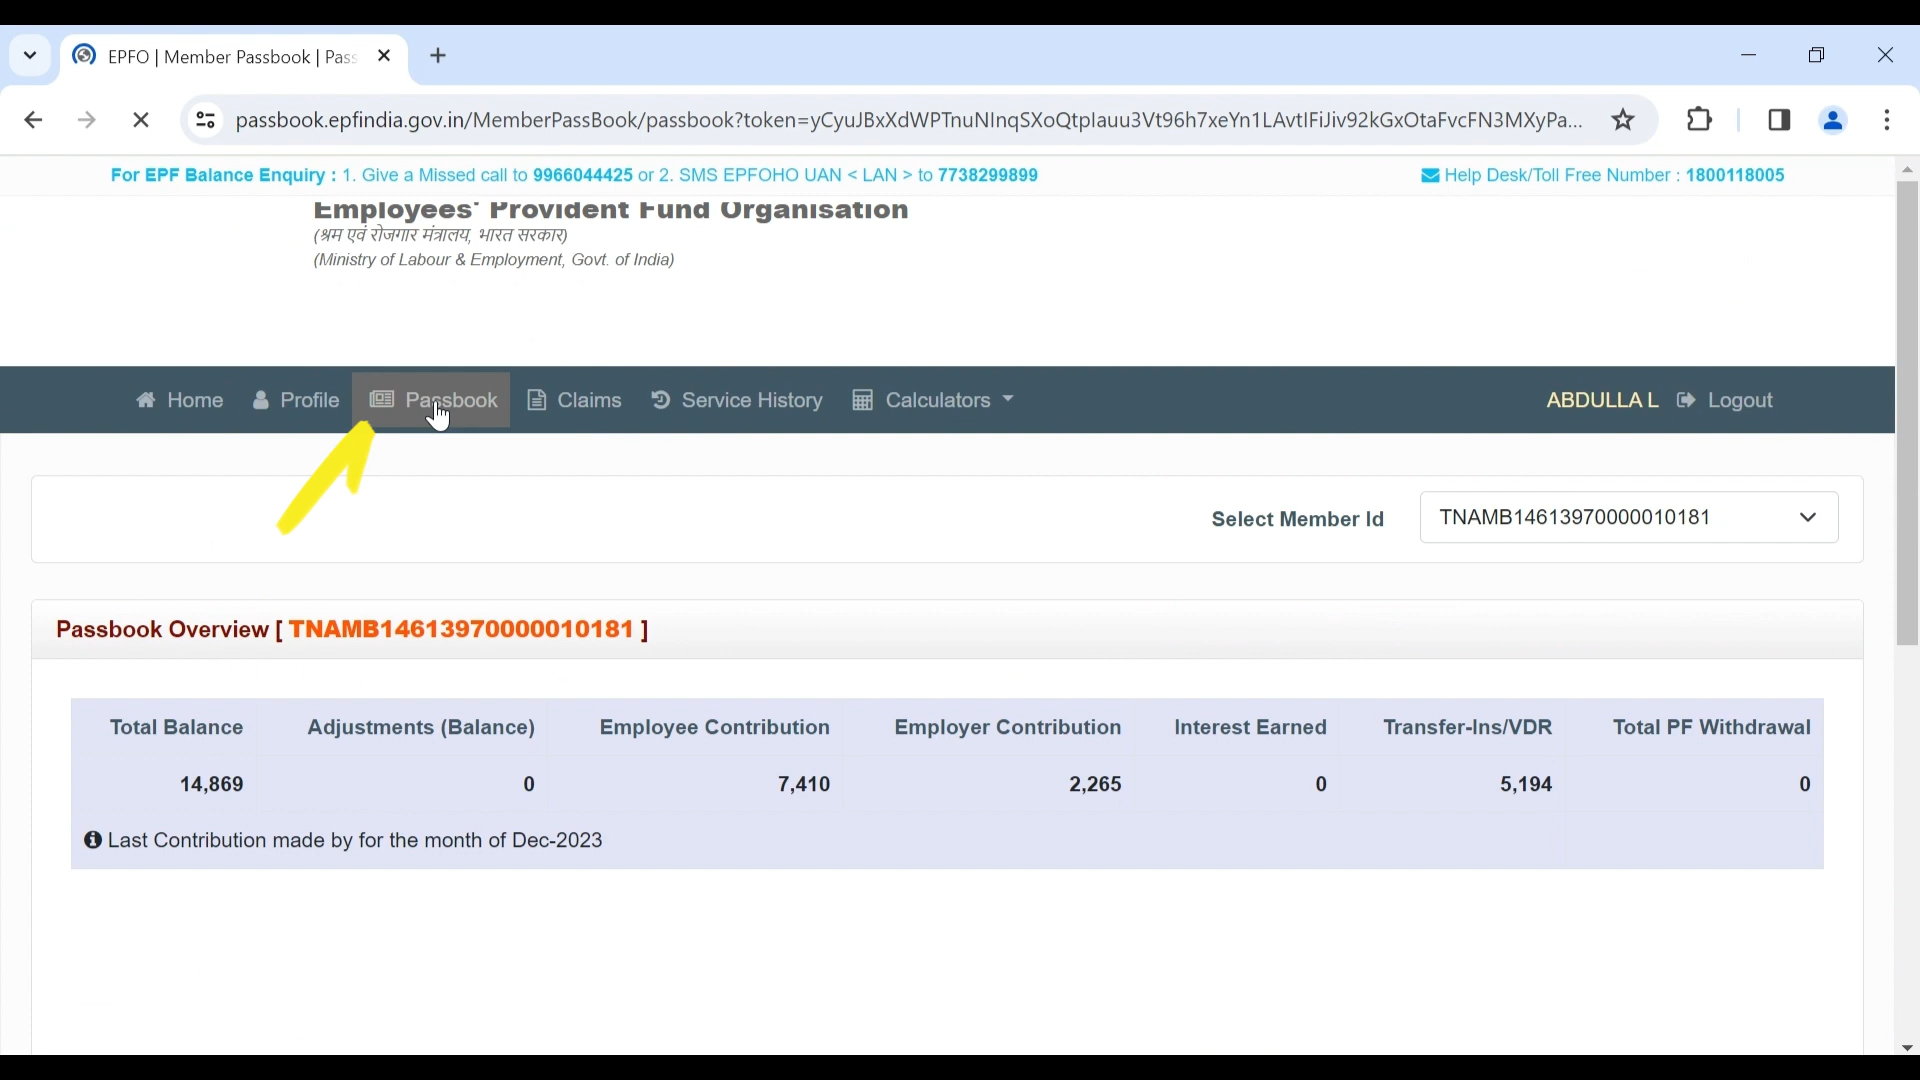 EPFO | Member Passbook | Pass
passbook.epfindia.gov.in/MemberPassBook/passbook?token=yCyuJBxXdWPTnuNInqSXoQtpIauu3Vt96h7xeYn1LAvtIFiJiv92kGxOtaFvcFN3MXyPa...
For EPF Balance Enquiry : 1. Give a Missed call to 9966044425 or 2. SMS EPFOHO UAN < LAN > to 7738299899
Help Desk/Toll Free Number : 1800118005
Employees' Provident Fund Organisation
(श्रम एवं रोजगार मंत्रालय, भारत सरकार)
(Ministry of Labour & Employment, Govt. of India)
Home Profile Passbook Claims Service History Calculators ABDULLA L Logout
Select Member Id TNAMB14613970000010181
Passbook Overview [ TNAMB14613970000010181 ]
Total Balance Adjustments (Balance) Employee Contribution Employer Contribution Interest Earned Transfer-Ins/VDR Total PF Withdrawal
14,869 0 7,410 2,265 0 5,194 0
Last Contribution made by for the month of Dec-2023